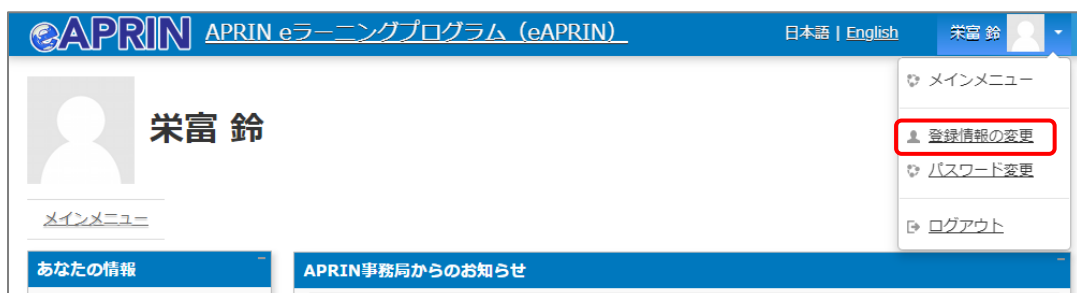 eAPRIN APRIN eラーニングプログラム（eAPRIN） 日本語 | English 栄富 鈴
メインメニュー
栄富 鈴
登録情報の変更
パスワード変更
メインメニュー
ログアウト
あなたの情報
APRIN事務局からのお知らせ